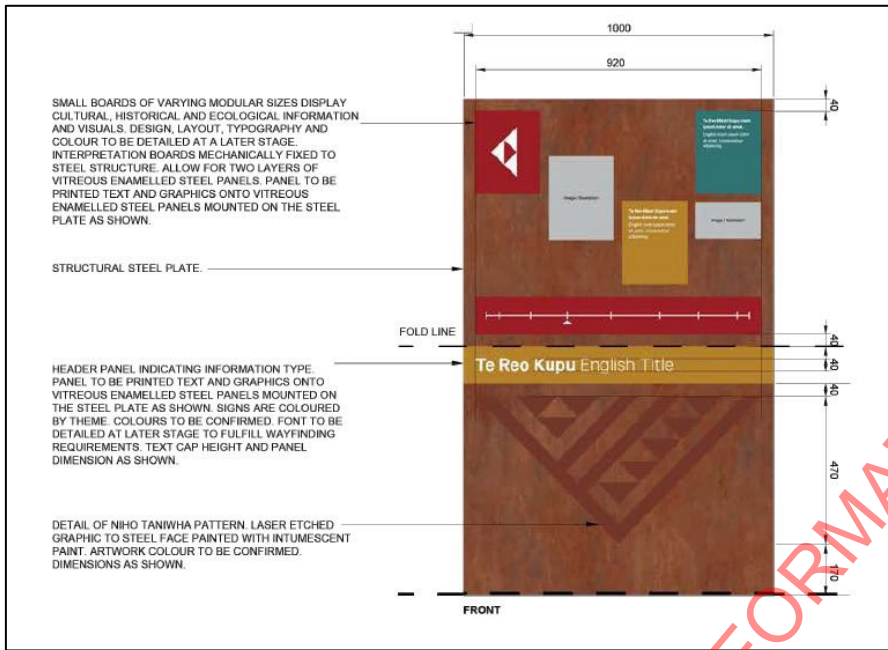 1000
920
SMALL BOARDS OF VARYING MODULAR SIZES DISPLAY
CULTURAL, HISTORICAL AND ECOLOGICAL INFORMATION
AND VISUALS. DESIGN, LAYOUT, TYPOGRAPHY AND
COLOUR TO BE DETAILED AT A LATER STAGE.
INTERPRETATION BOARDS MECHANICALLY FIXED TO
STEEL STRUCTURE. ALLOW FOR TWO LAYERS OF
VITREOUS ENAMELLED STEEL PANELS. PANEL TO BE
PRINTED TEXT AND GRAPHICS ONTO VITREOUS
ENAMELLED STEEL PANELS MOUNTED ON THE STEEL
PLATE AS SHOWN.
40
Image / Illustration
Image / Illustration
STRUCTURAL STEEL PLATE.
FOLD LINE
40
HEADER PANEL INDICATING INFORMATION TYPE.
PANEL TO BE PRINTED TEXT AND GRAPHICS ONTO
VITREOUS ENAMELLED STEEL PANELS MOUNTED ON
THE STEEL PLATE AS SHOWN. SIGNS ARE COLOURED
BY THEME. COLOURS TO BE CONFIRMED. FONT TO BE
DETAILED AT LATER STAGE TO FULFILL WAYFINDING
REQUIREMENTS. TEXT CAP HEIGHT AND PANEL
DIMENSION AS SHOWN.
Te Reo Kupu English Title
40
40
470
DETAIL OF NIHO TANIWHA PATTERN. LASER ETCHED
GRAPHIC TO STEEL FACE PAINTED WITH INTUMESCENT
PAINT. ARTWORK COLOUR TO BE CONFIRMED.
DIMENSIONS AS SHOWN.
170
FRONT